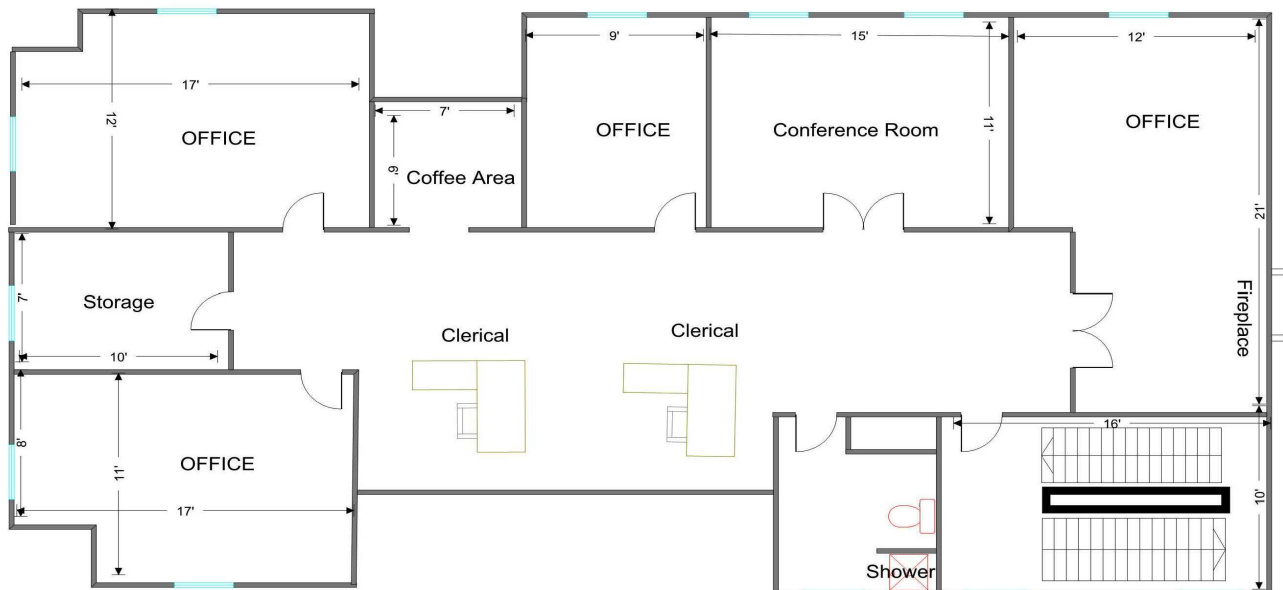 9'
15'
12'
17'
12'
OFFICE
7'
9'
Coffee Area
OFFICE
Conference Room
11'
OFFICE
21'
Fireplace
Storage
7'
10'
Clerical
Clerical
8'
11'
OFFICE
17'
16'
10'
Shower